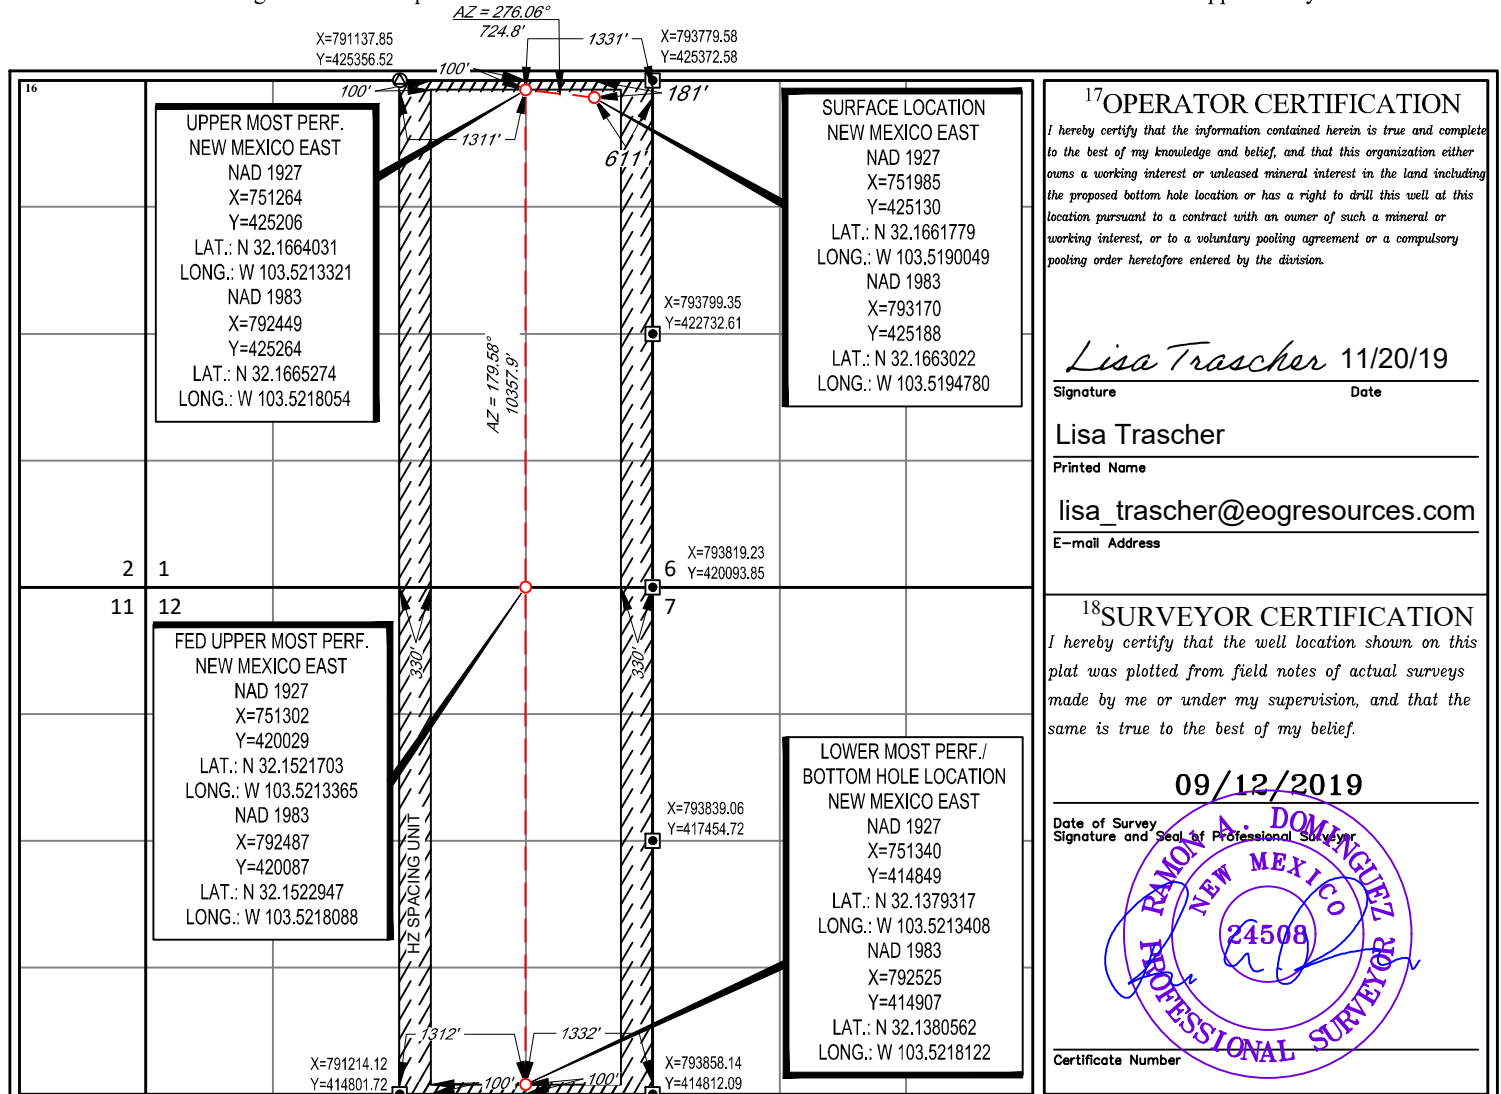 AZ = 276.06°
724.8'
X=791137.85
Y=425356.52
1331'
X=793779.58
Y=425372.58
100'
100'
181'
1311'
611'
16
UPPER MOST PERF.
NEW MEXICO EAST
NAD 1927
X=751264
Y=425206
LAT.: N 32.1664031
LONG.: W 103.5213321
NAD 1983
X=792449
Y=425264
LAT.: N 32.1665274
LONG.: W 103.5218054
SURFACE LOCATION
NEW MEXICO EAST
NAD 1927
X=751985
Y=425130
LAT.: N 32.1661779
LONG.: W 103.5190049
NAD 1983
X=793170
Y=425188
LAT.: N 32.1663022
LONG.: W 103.5194780
X=793799.35
Y=422732.61
AZ = 179.58°
10357.9'
2 1
6
X=793819.23
Y=420093.85
11 12
7
FED UPPER MOST PERF.
NEW MEXICO EAST
NAD 1927
X=751302
Y=420029
LAT.: N 32.1521703
LONG.: W 103.5213365
NAD 1983
X=792487
Y=420087
LAT.: N 32.1522947
LONG.: W 103.5218088
330'
330'
HZ SPACING UNIT
LOWER MOST PERF./
BOTTOM HOLE LOCATION
NEW MEXICO EAST
NAD 1927
X=751340
Y=414849
LAT.: N 32.1379317
LONG.: W 103.5213408
NAD 1983
X=792525
Y=414907
LAT.: N 32.1380562
LONG.: W 103.5218122
X=793839.06
Y=417454.72
1312'
1332'
X=791214.12
Y=414801.72
100'
100'
X=793858.14
Y=414812.09
17 OPERATOR CERTIFICATION
I hereby certify that the information contained herein is true and complete
to the best of my knowledge and belief, and that this organization either
owns a working interest or unleased mineral interest in the land including
the proposed bottom hole location or has a right to drill this well at this
location pursuant to a contract with an owner of such a mineral or
working interest, or to a voluntary pooling agreement or a compulsory
pooling order heretofore entered by the division.
Lisa Trascher 11/20/19
Signature Date
Lisa Trascher
Printed Name
lisa_trascher@eogresources.com
E-mail Address
18 SURVEYOR CERTIFICATION
I hereby certify that the well location shown on this
plat was plotted from field notes of actual surveys
made by me or under my supervision, and that the
same is true to the best of my belief.
09/12/2019
Date of Survey
Signature and Seal of Professional Surveyor
RAMON A. DOMINGUEZ
NEW MEXICO
24508
PROFESSIONAL SURVEYOR
Certificate Number